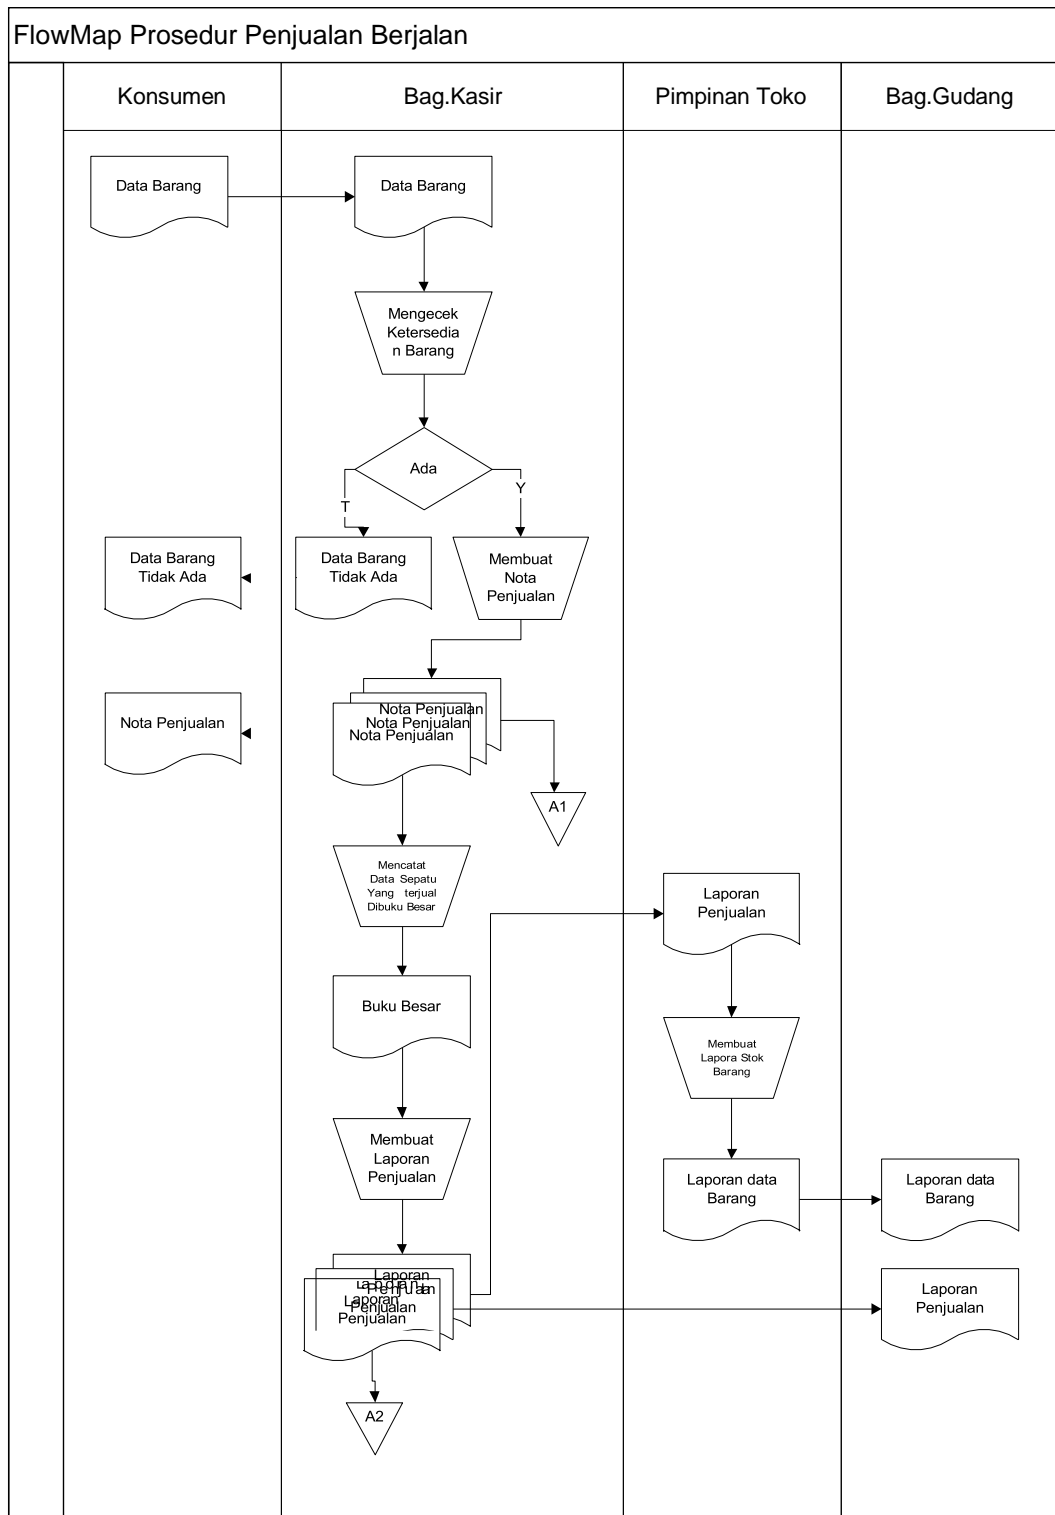 FlowMap Prosedur Penjualan Berjalan
Konsumen
Bag.Kasir
Pimpinan Toko
Bag.Gudang
Data Barang
Data Barang
Mengecek
Ketersedia
n Barang
Ada
T
Y
Data Barang
Tidak Ada
Data Barang
Tidak Ada
Membuat
Nota
Penjualan
Nota Penjualan
Nota Penjualan
Nota Penjualan
Nota Penjualan
A1
Mencatat
Data Sepatu
Yang terjual
Dibuku Besar
Laporan
Penjualan
Buku Besar
Membuat
Lapora Stok
Barang
Membuat
Laporan
Penjualan
Laporan data
Barang
Laporan data
Barang
Laporan
Penjualan
Laporan
Penjualan
Laporan
Penjualan
A2